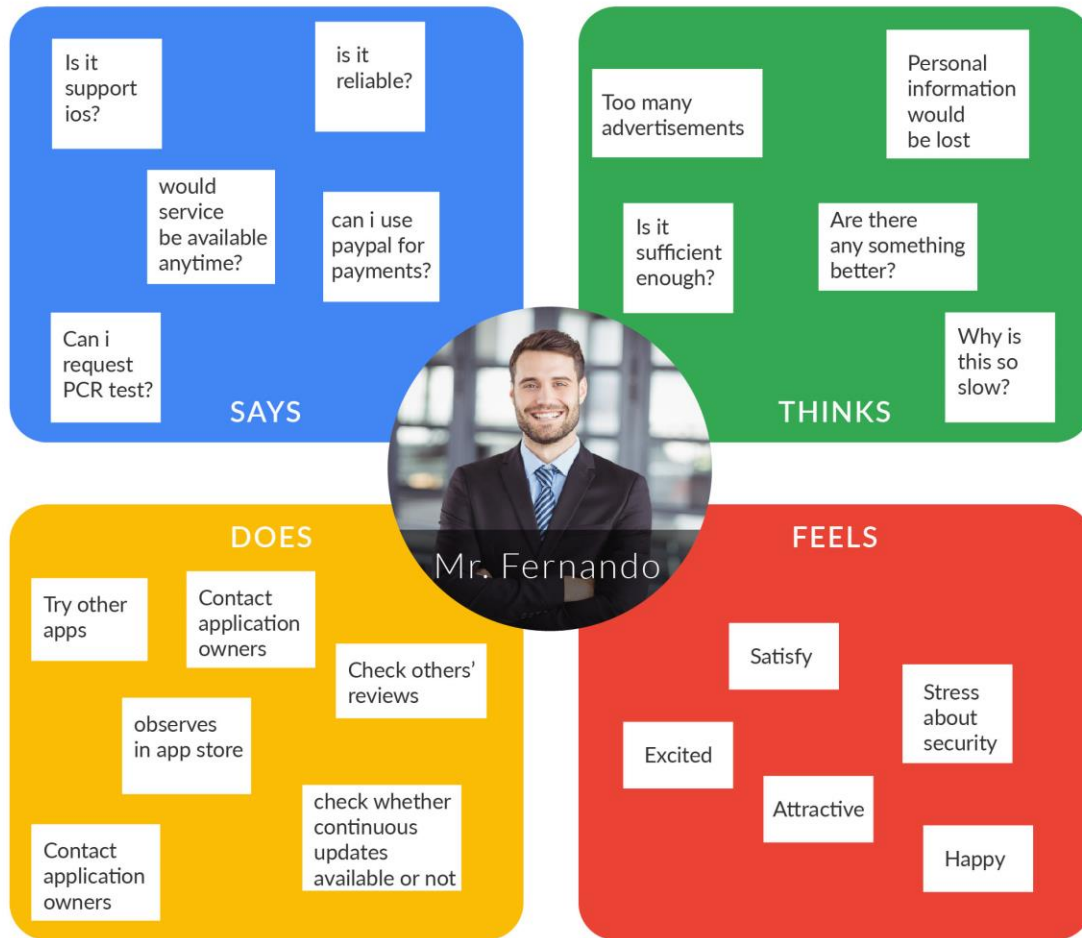 Is it
support
ios?
is it
reliable?
would
service
be available
anytime?
can i use
paypal for
payments?
Can i
request
PCR test?
SAYS
Too many
advertisements
Personal
information
would
be lost
Is it
sufficient
enough?
Are there
any something
better?
Why is
this so
slow?
THINKS
Mr. Fernando
DOES
Try other
apps
Contact
application
owners
Check others'
reviews
observes
in app store
check whether
continuous
updates
available or not
Contact
application
owners
FEELS
Satisfy
Stress
about
security
Excited
Attractive
Happy